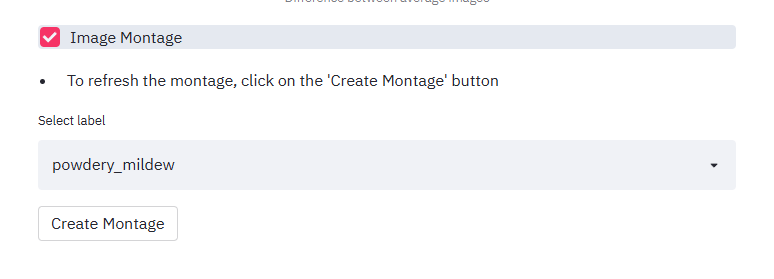 Difference between average images
Image Montage
To refresh the montage, click on the 'Create Montage' button
Select label
powdery_mildew
Create Montage